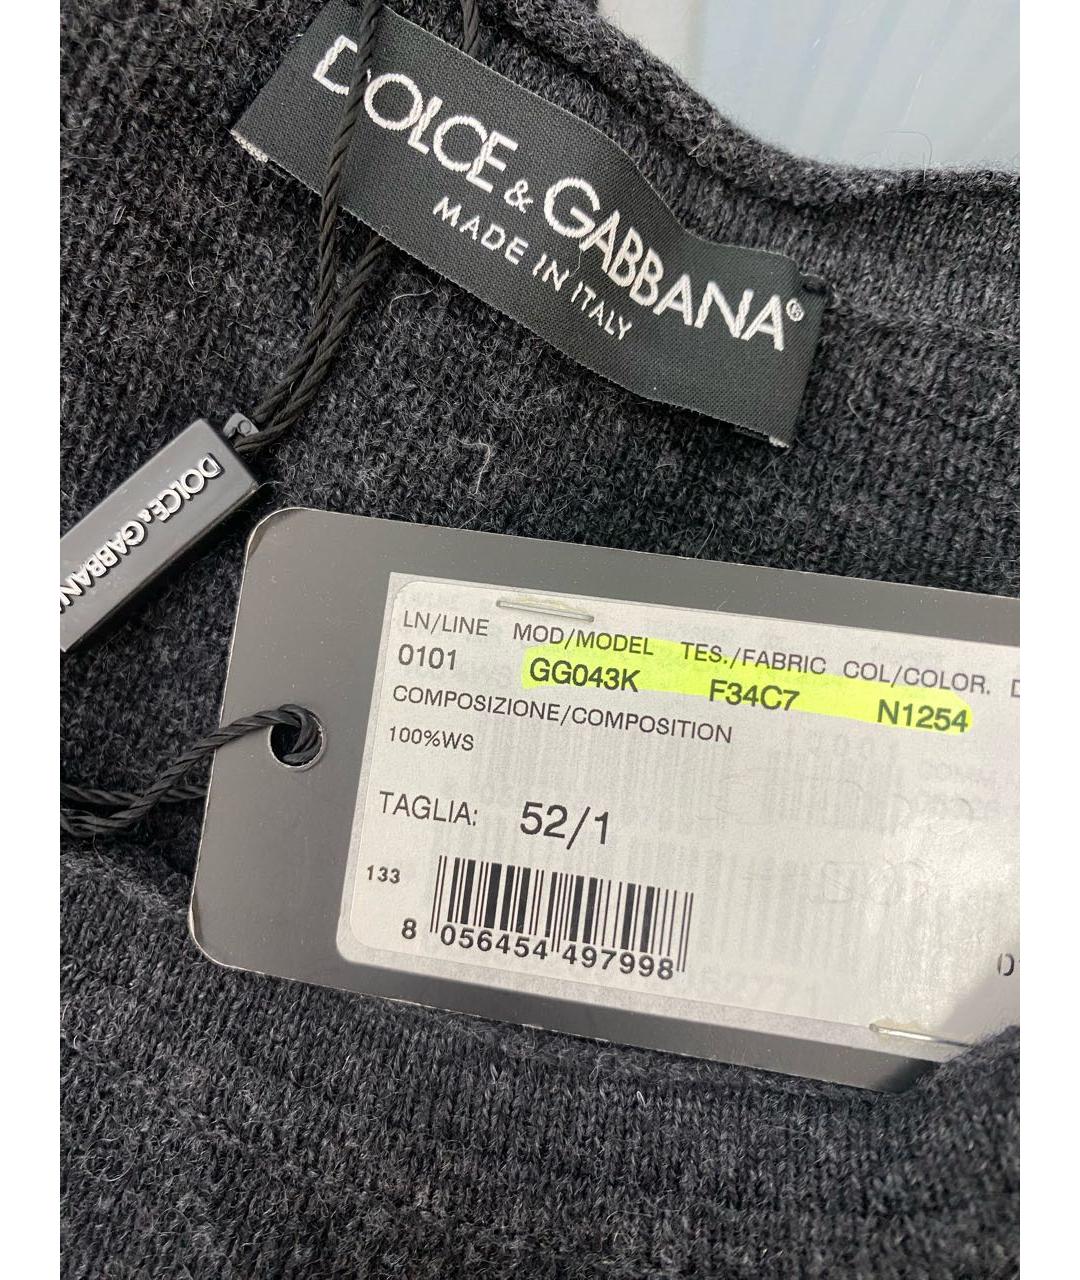 DOLCE & GABBANA®
MADE IN ITALY
DOLCE & GABBAN
LN/LINE MOD/MODEL TES./FABRIC COL/COLOR. D
0101 GG043K F34C7 N1254
COMPOSIZIONE/COMPOSITION
100%WS
TAGLIA: 52/1
133
8 056454 497998